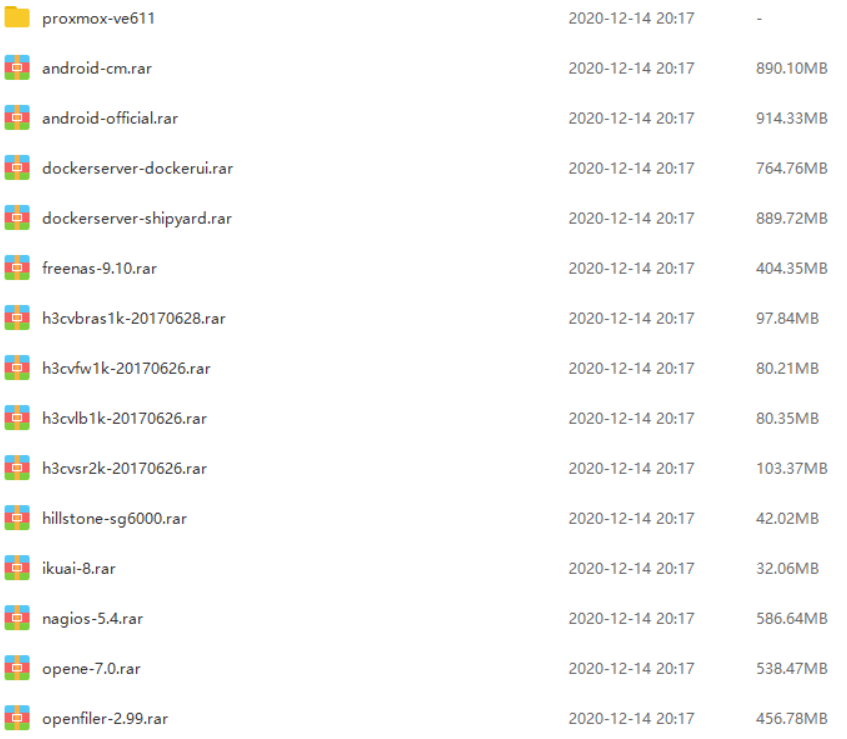 proxmox-ve611 2020-12-14 20:17 -
android-cm.rar 2020-12-14 20:17 890.10MB
android-official.rar 2020-12-14 20:17 914.33MB
dockerserver-dockerui.rar 2020-12-14 20:17 764.76MB
dockerserver-shipyard.rar 2020-12-14 20:17 889.72MB
freenas-9.10.rar 2020-12-14 20:17 404.35MB
h3cvbras1k-20170628.rar 2020-12-14 20:17 97.84MB
h3cvfw1k-20170626.rar 2020-12-14 20:17 80.21MB
h3cvlb1k-20170626.rar 2020-12-14 20:17 80.35MB
h3cvsr2k-20170626.rar 2020-12-14 20:17 103.37MB
hillstone-sg6000.rar 2020-12-14 20:17 42.02MB
ikuai-8.rar 2020-12-14 20:17 32.06MB
nagios-5.4.rar 2020-12-14 20:17 586.64MB
opene-7.0.rar 2020-12-14 20:17 538.47MB
openfiler-2.99.rar 2020-12-14 20:17 456.78MB